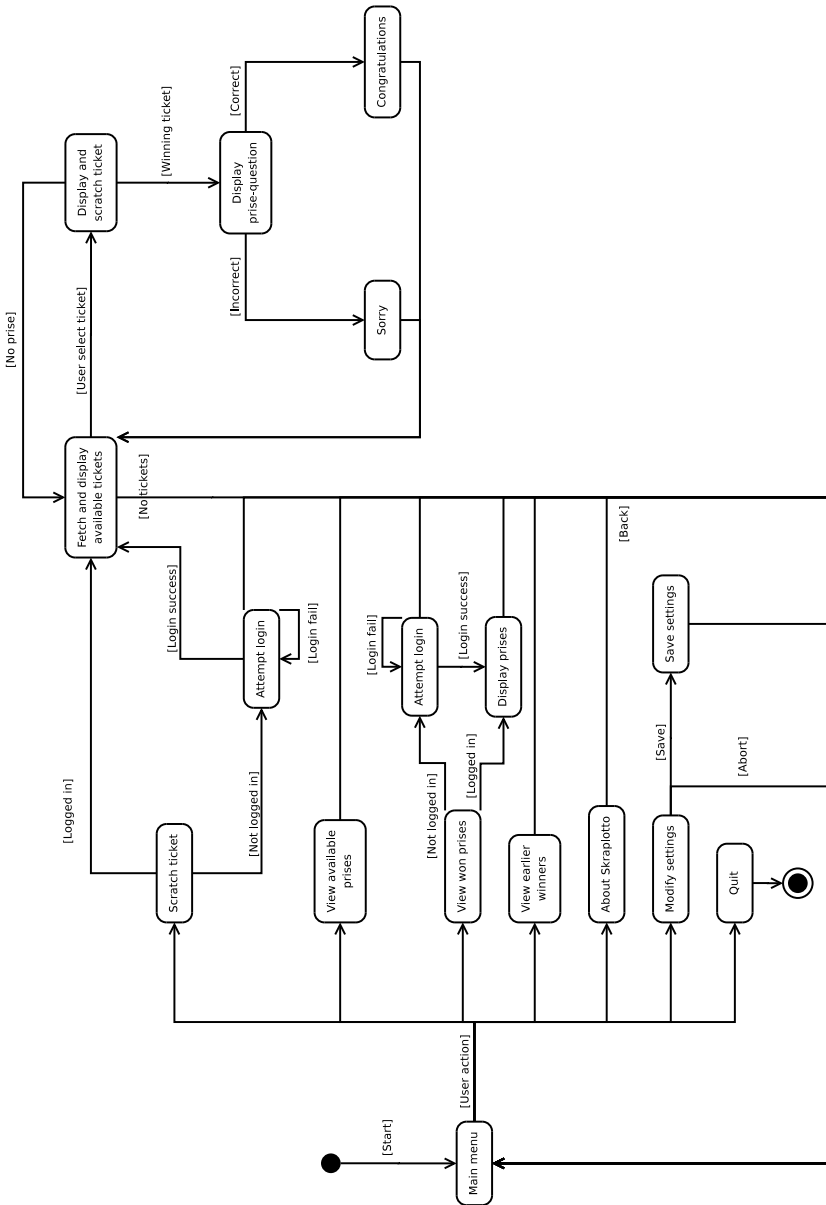 [Start]
Main menu
[User action]
Scratch ticket
View available
prises
View won prises
View earlier
winners
About Skraplotto
Modify settings
Quit
[Logged in]
[Not logged in]
[Not logged in]
[Logged in]
[Save]
[Abort]
Attempt login
[Login success]
[Login fail]
[Login fail]
Attempt login
[Login success]
Display prises
Save settings
Fetch and display
available tickets
[No tickets]
[Back]
[No prise]
[User select ticket]
Display and
scratch ticket
[Winning ticket]
Display
prise-question
[Incorrect]
[Correct]
Sorry
Congratulations